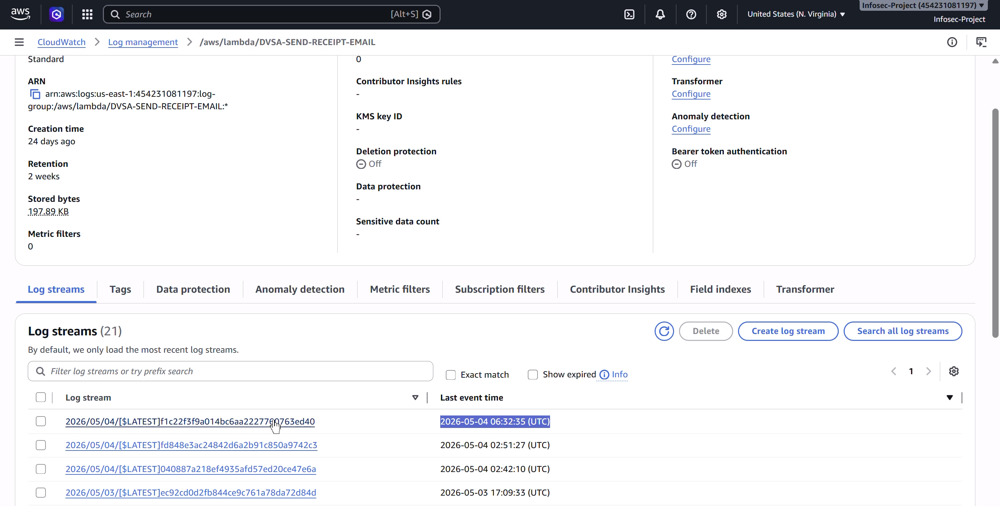 aws
Search [Alt+S]
United States (N. Virginia)
Infosec-Project (454231081197)
Infosec-Project
CloudWatch
Log management
/aws/lambda/DVSA-SEND-RECEIPT-EMAIL
Standard
ARN
arn:aws:logs:us-east-1:454231081197:log-
group:/aws/lambda/DVSA-SEND-RECEIPT-EMAIL:*
Creation time
24 days ago
Retention
2 weeks
Stored bytes
197.89 KB
Metric filters
0
0
Contributor Insights rules
-
KMS key ID
-
Deletion protection
Off
Data protection
-
Sensitive data count
-
Configure
Transformer
Configure
Anomaly detection
Configure
Bearer token authentication
Off
Log streams
Tags
Data protection
Anomaly detection
Metric filters
Subscription filters
Contributor Insights
Field indexes
Transformer
Log streams (21)
Delete
Create log stream
Search all log streams
By default, we only load the most recent log streams.
Filter log streams or try prefix search
Exact match
Show expired
Info
1
Log stream
Last event time
2026/05/04/[$LATEST]f1c22f3f9a014bc6aa2227760763ed40 2026-05-04 06:32:35 (UTC)
2026/05/04/[$LATEST]fd848e3ac24842d6a2b91c850a9742c3 2026-05-04 02:51:27 (UTC)
2026/05/04/[$LATEST]040887a218ef4935afd57ed20ce47e6a 2026-05-04 02:42:10 (UTC)
2026/05/03/[$LATEST]ec92cd0d2fb844ce9c761a78da72d84d 2026-05-03 17:09:33 (UTC)